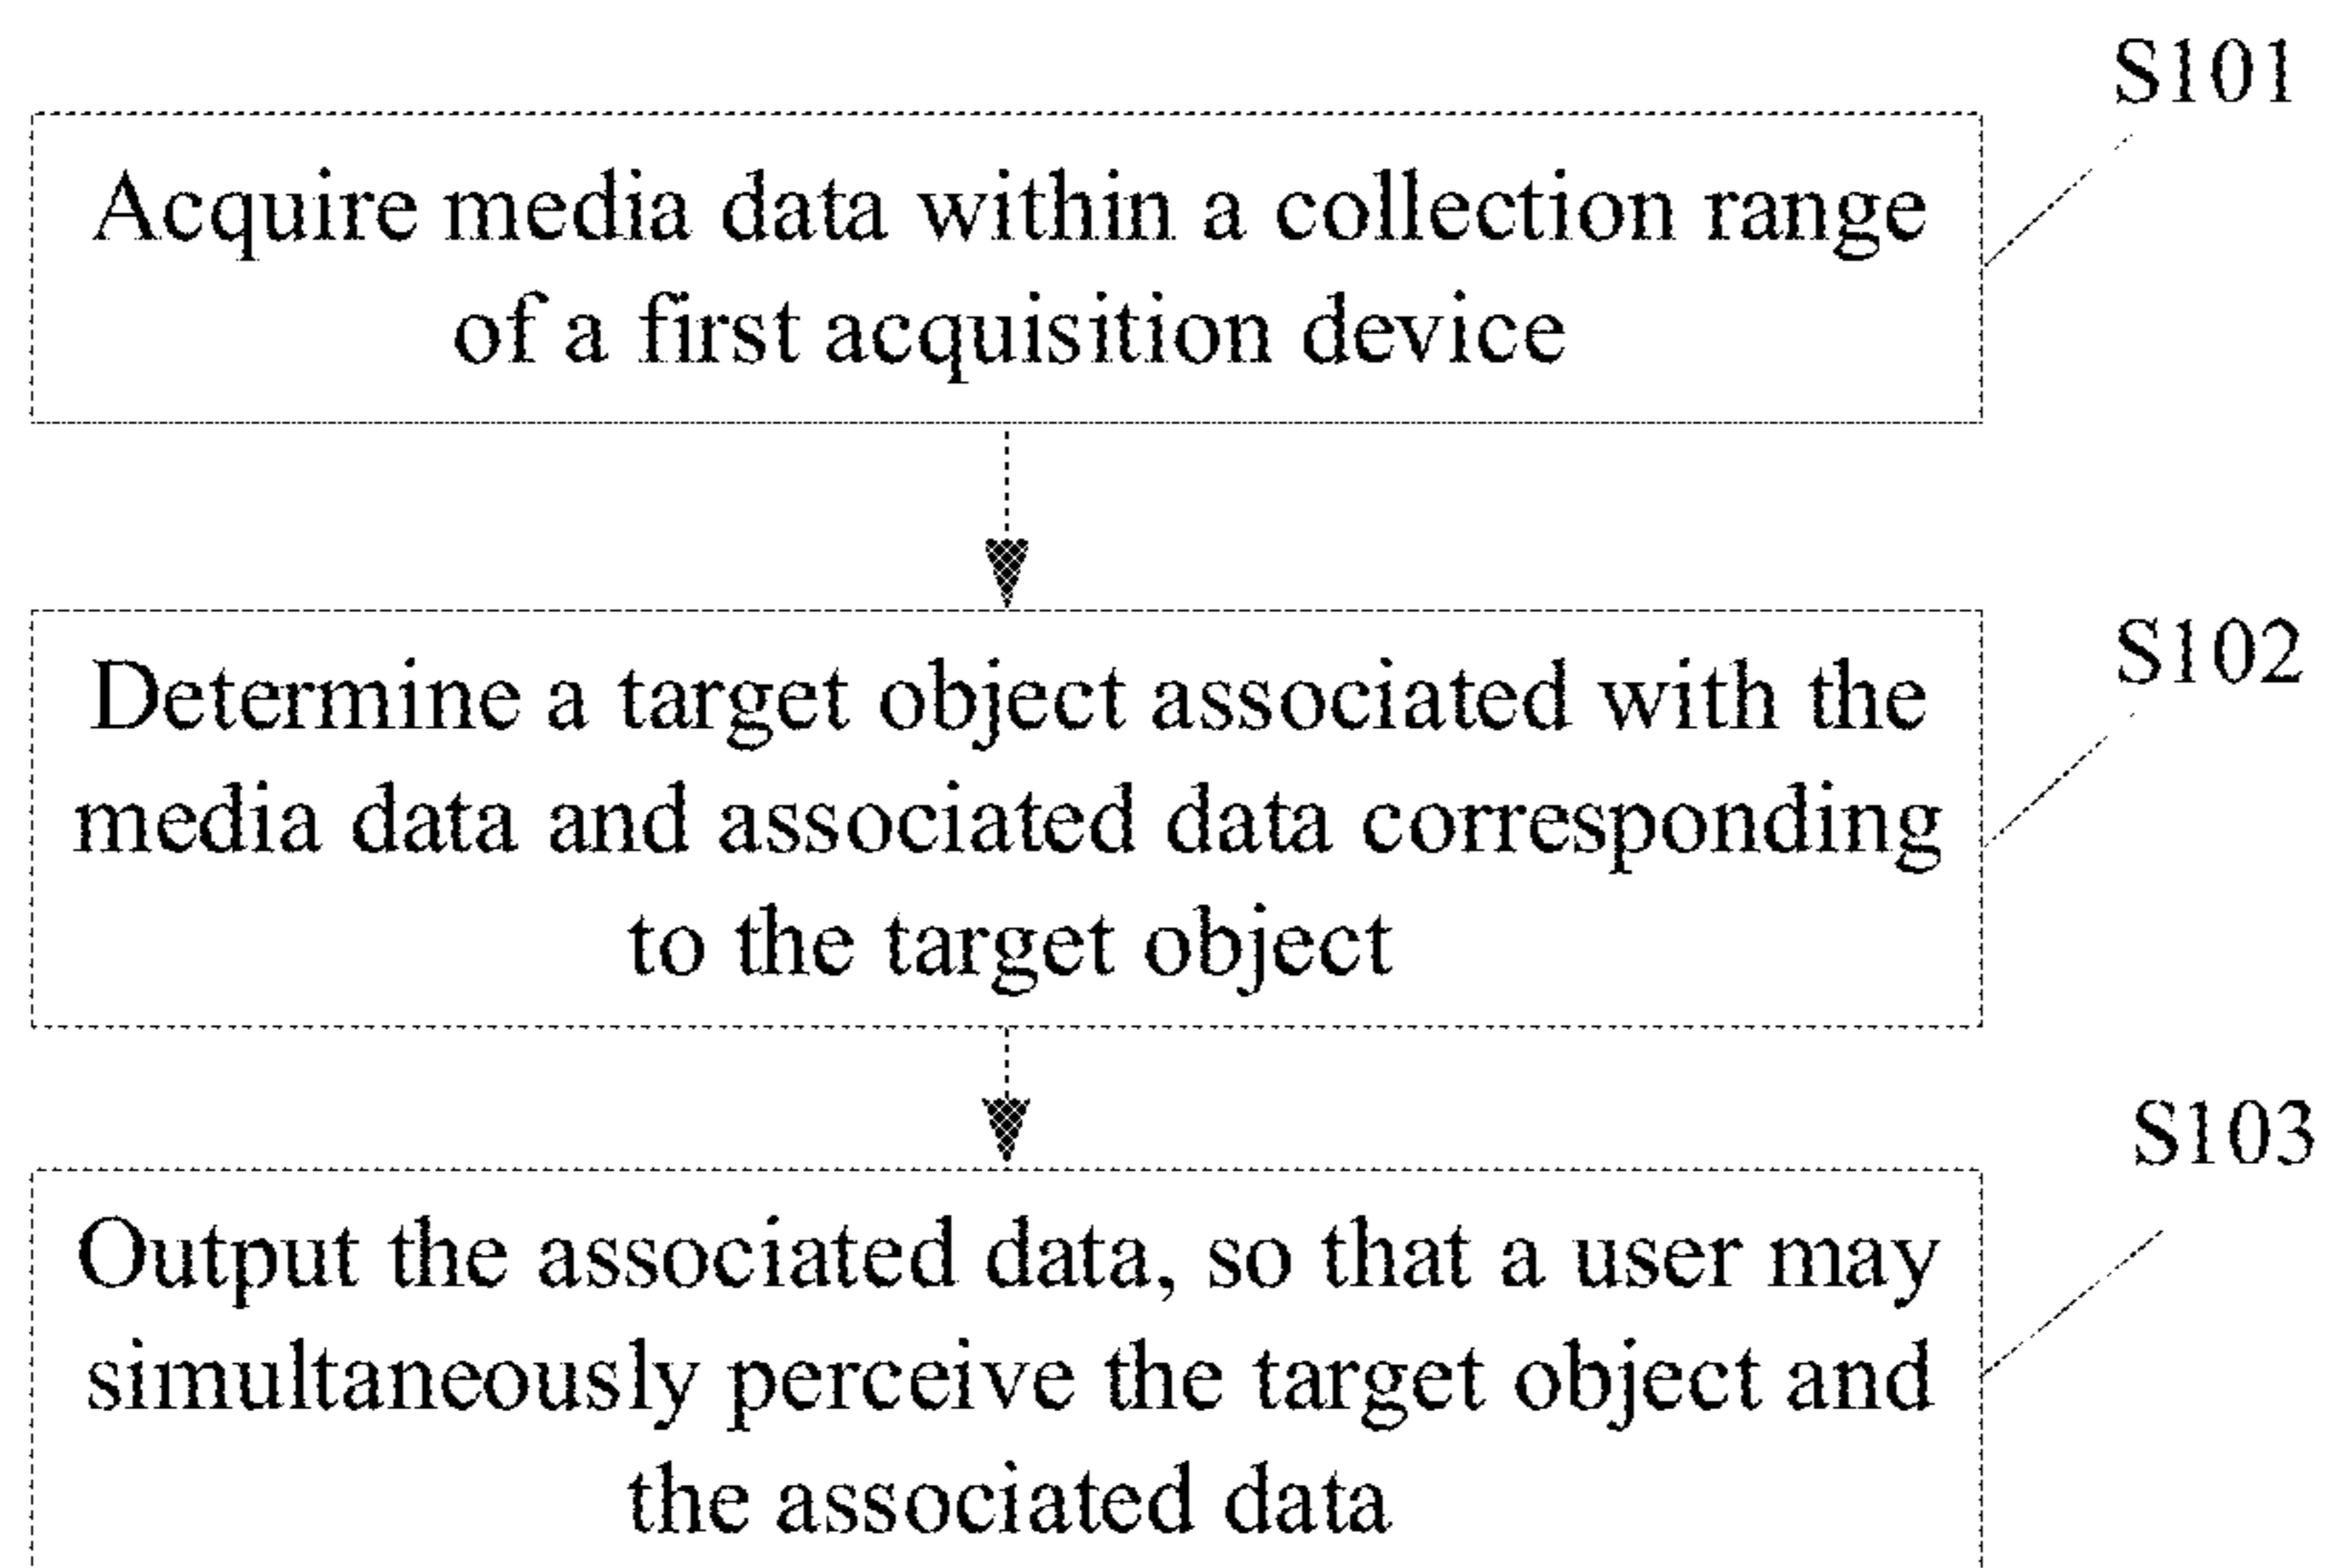 S101
Acquire media data within a collection range
of a first acquisition device
S102
Determine a target object associated with the
media data and associated data corresponding
to the target object
S103
Output the associated data, so that a user may
simultaneously perceive the target object and
the associated data